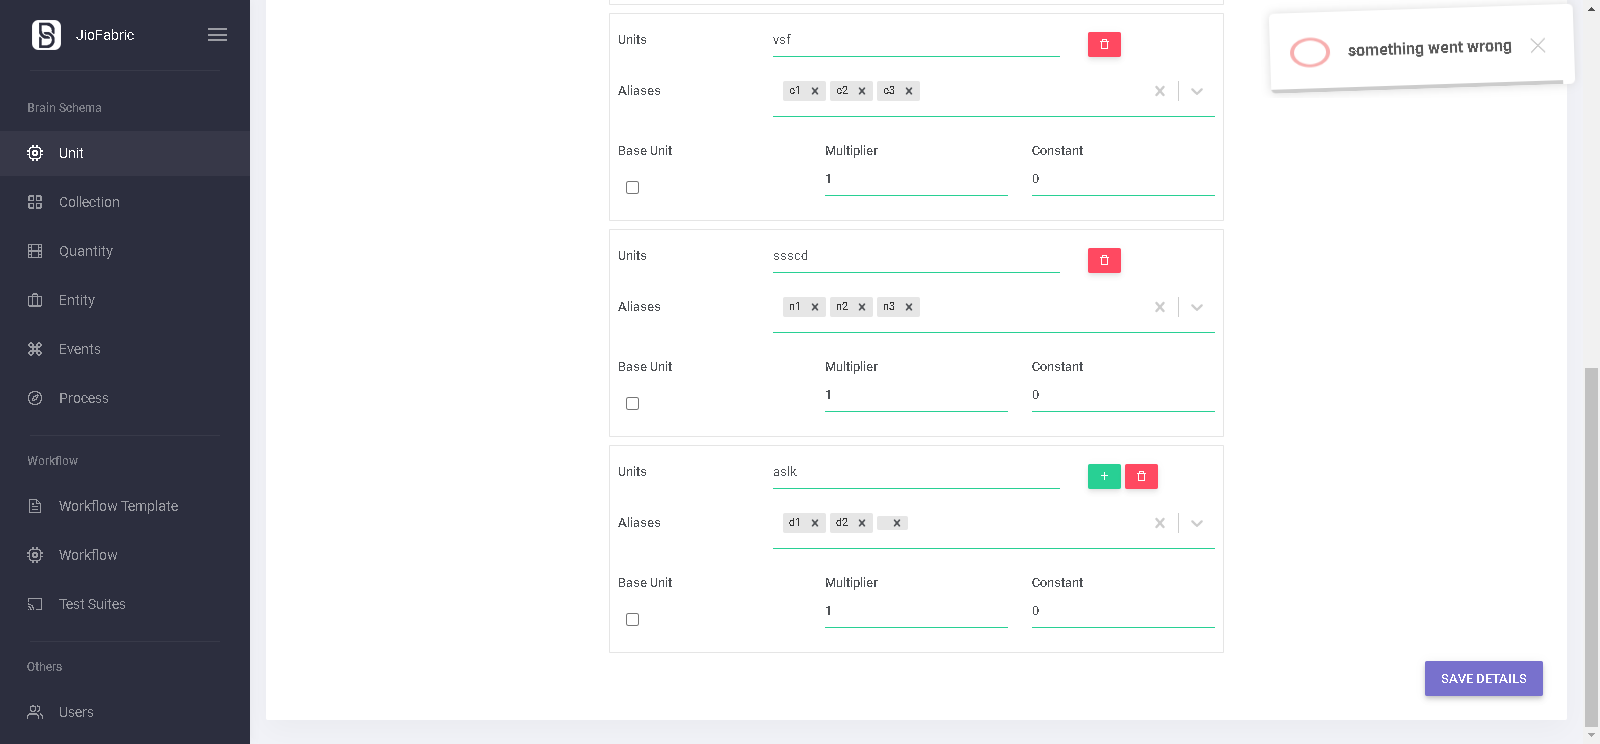 JioFabric
Brain Schema
Unit
Collection
Quantity
Entity
Events
Process
Workflow
Workflow Template
Workflow
Test Suites
Others
Users
Units vsf
Aliases c1 c2 c3
Base Unit Multiplier Constant
1 0
Units ssscd
Aliases n1 n2 n3
Base Unit Multiplier Constant
1 0
Units aslk
Aliases d1 d2
Base Unit Multiplier Constant
1 0
SAVE DETAILS
something went wrong